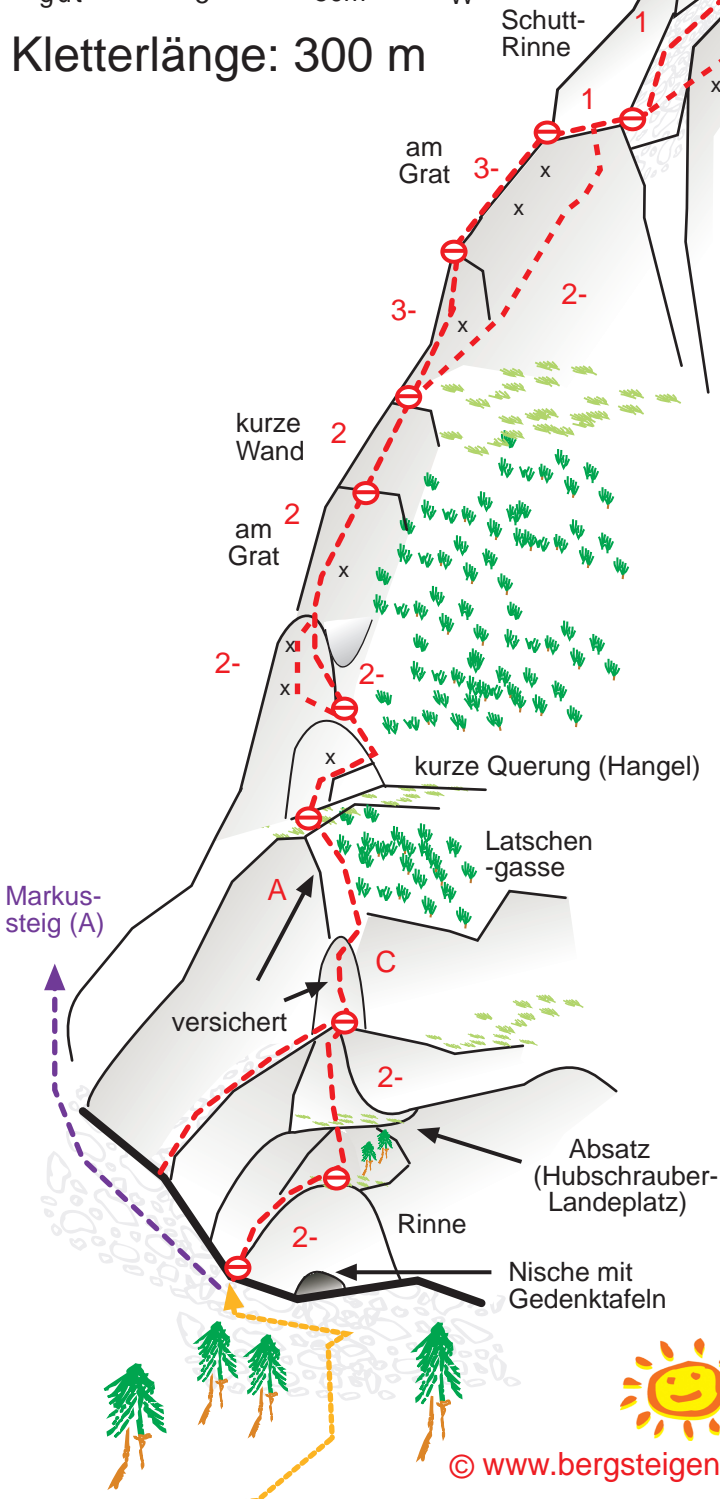 Kletterlänge: 300 m
Schutt-
Rinne
1
1
am
Grat
3-
x
x
x
3-
2-
x
kurze
Wand
2
2
am
Grat
x
2-
x
x
2-
x
kurze Querung (Hangel)
Latschen
-gasse
Markus-
steig (A)
A
C
versichert
2-
Absatz
(Hubschrauber-
Landeplatz)
Rinne
2-
Nische mit
Gedenktafeln
© www.bergsteigen